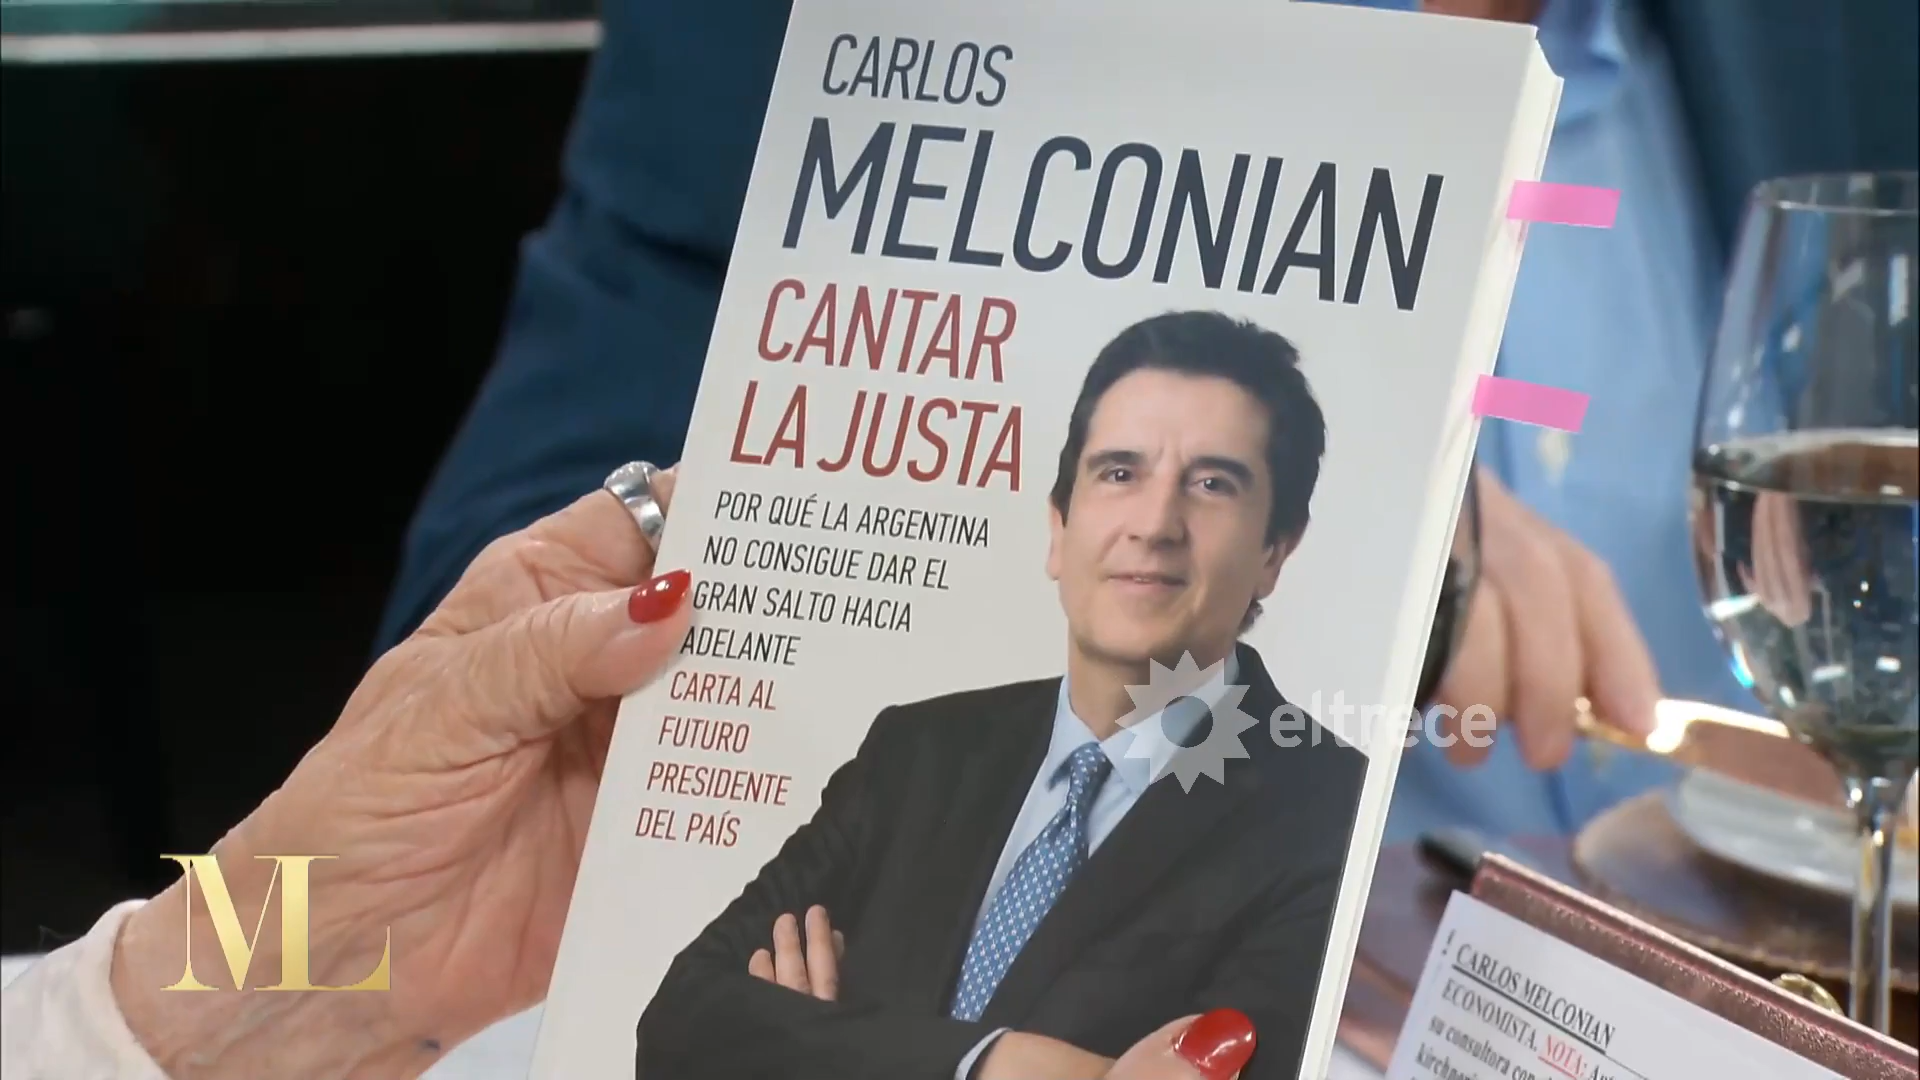 CARLOS
MELCONIAN
CANTAR
LA JUSTA
POR QUÉ LA ARGENTINA
NO CONSIGUE DAR EL
GRAN SALTO HACIA
ADELANTE
CARTA AL
FUTURO
PRESIDENTE
DEL PAÍS
eltrece
ML
CARLOS MELCONIAN
ECONOMISTA. NOTA:
su consultora con